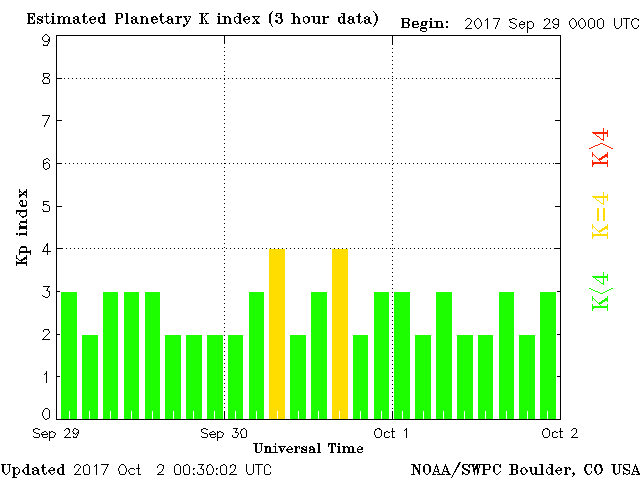 Estimated Planetary K index (3 hour data) Begin: 2017 Sep 29 0000 UTC
9
8
7
6
5
4
3
2
1
0
Kp index
K>4
K=4
K<4
Sep 29 Sep 30 Oct 1 Oct 2
Universal Time
Updated 2017 Oct 2 00:30:02 UTC NOAA/SWPC Boulder, CO USA